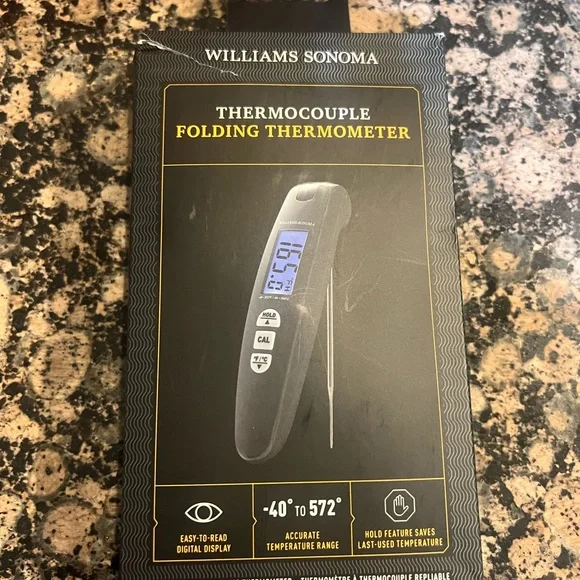 WILLIAMS SONOMA
THERMOCOUPLE
FOLDING THERMOMETER
HOLD
CAL
°F/°C
-40° TO 572°
EASY-TO-READ
DIGITAL DISPLAY
ACCURATE
TEMPERATURE RANGE
HOLD FEATURE SAVES
LAST-USED TEMPERATURE
THERMOMÈTRE À THERMOCOUPLE REPLIABLE